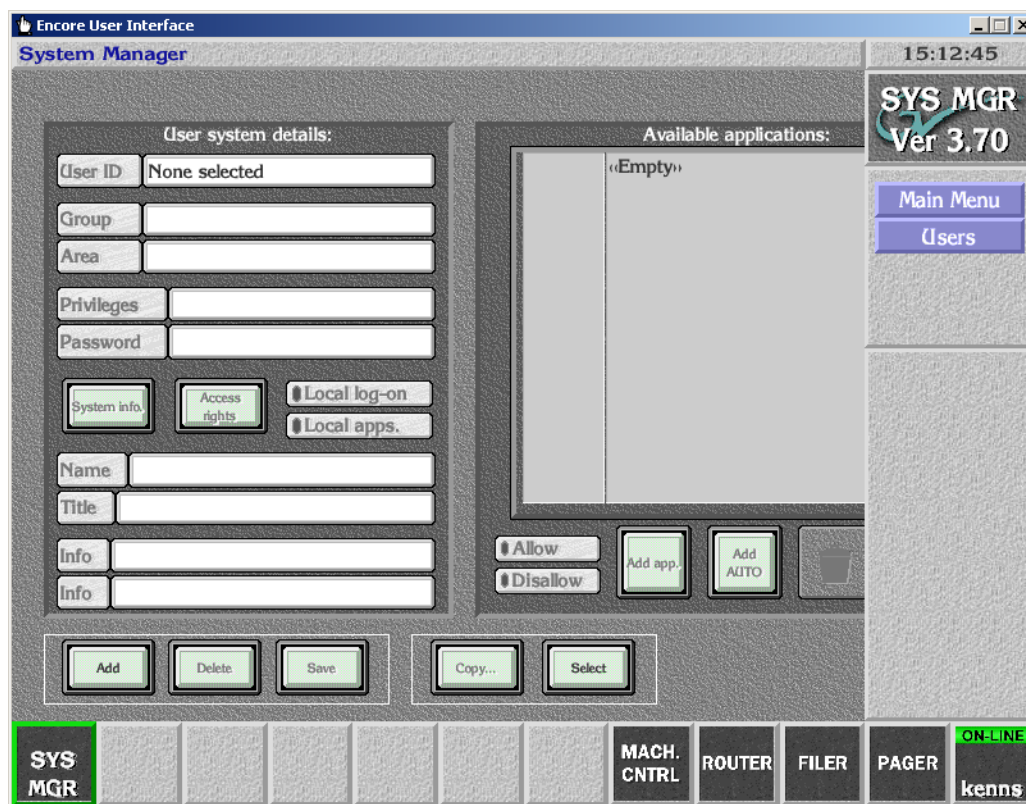 Encore User Interface
System Manager
15:12:45
SYS MGR
Ver 3.70
User system details:
Available applications:
User ID
None selected
‹‹Empty››
Main Menu
Users
Group
Area
Privileges
Password
System info.
Access
rights
Local log-on
Local apps.
Name
Title
Info
Info
Allow
Disallow
Add app.
Add
AUTO
Add
Delete
Save
Copy...
Select
SYS
MGR
MACH.
CNTRL
ROUTER
FILER
PAGER
ON-LINE
kenns